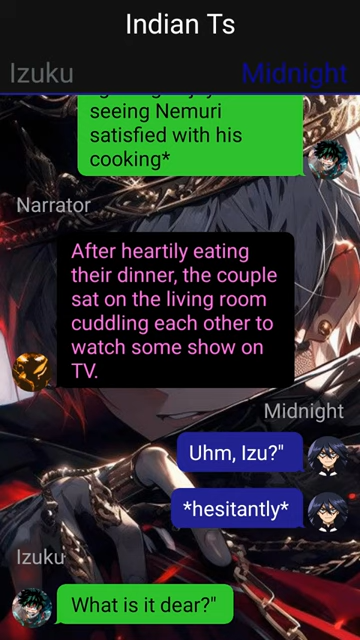 Indian Ts
Izuku Midnight
seeing Nemuri
satisfied with his
cooking*
Narrator
After heartily eating
their dinner, the couple
sat on the living room
cuddling each other to
watch some show on
TV.
Midnight
Uhm, Izu?"
*hesitantly*
Izuku
What is it dear?"